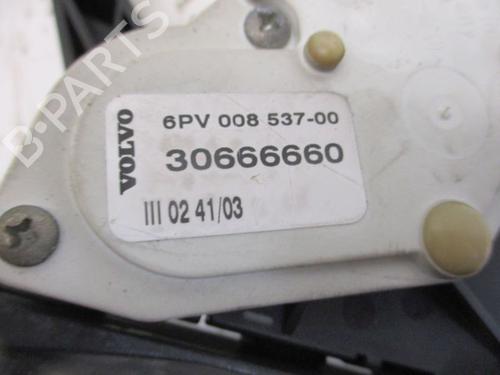 B-PARTS
VOLVO
6PV 008 537-00
30666660
III 02 41/03